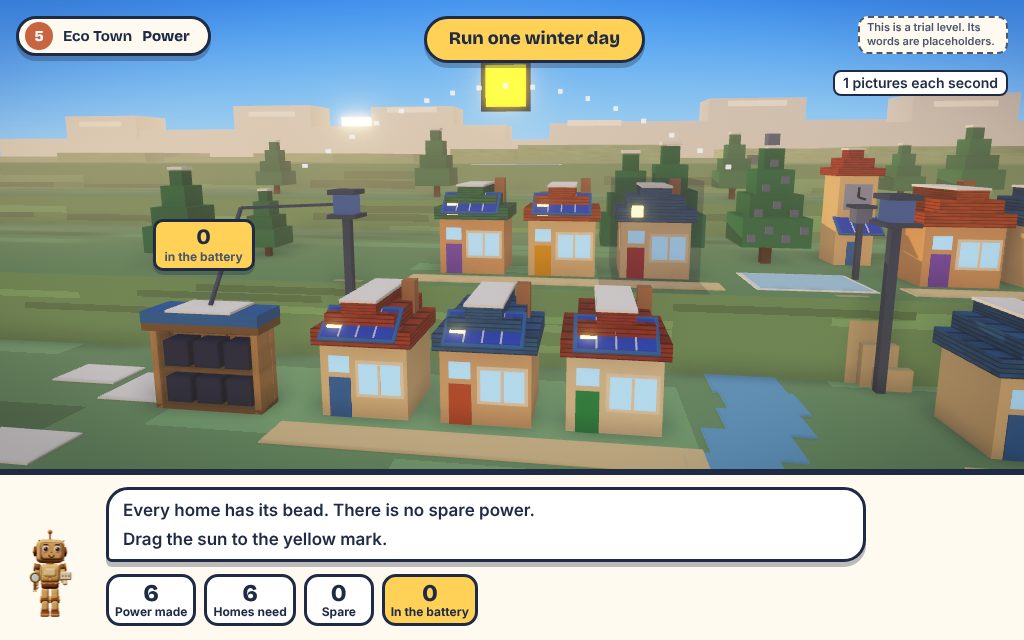 5 Eco Town Power
Run one winter day
This is a trial level. Its
words are placeholders.
1 pictures each second
0
in the battery
Every home has its bead. There is no spare power.
Drag the sun to the yellow mark.
6
Power made
6
Homes need
0
Spare
0
In the battery